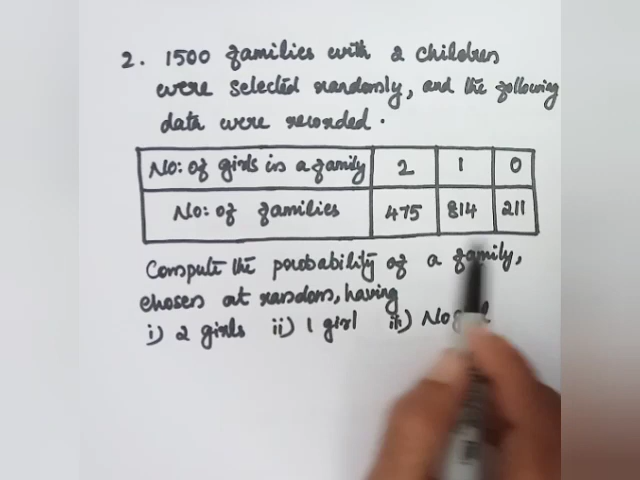 2. 1500 families with 2 children
were selected randomly, and the following
data were recorded.
No: of girls in a family 2 1 0
No: of families 475 814 211
Compute the probability of a family,
chosen at random, having
i) 2 girls ii) 1 girl iii) No